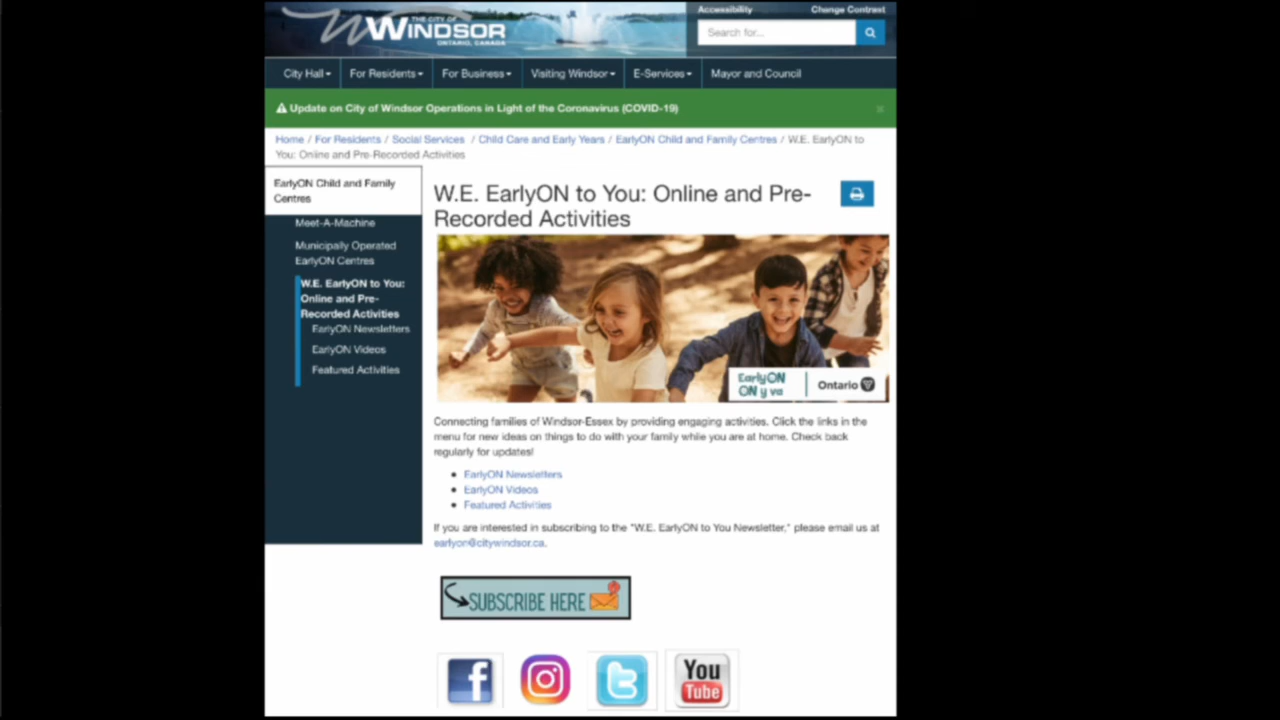 THE CITY OF
WINDSOR
ONTARIO, CANADA
Accessibility
Change Contrast
Search for...
City Hall
For Residents
For Business
Visiting Windsor
E-Services
Mayor and Council
Update on City of Windsor Operations in Light of the Coronavirus (COVID-19)
×
Home / For Residents / Social Services / Child Care and Early Years / EarlyON Child and Family Centres / W.E. EarlyON to
You: Online and Pre-Recorded Activities
EarlyON Child and Family
Centres
Meet-A-Machine
Municipally Operated
EarlyON Centres
W.E. EarlyON to You:
Online and Pre-
Recorded Activities
EarlyON Newsletters
EarlyON Videos
Featured Activities
W.E. EarlyON to You: Online and Pre-
Recorded Activities
EarlyON
ON y va
Ontario
Connecting families of Windsor-Essex by providing engaging activities. Click the links in the
menu for new ideas on things to do with your family while you are at home. Check back
regularly for updates!
• EarlyON Newsletters
• EarlyON Videos
• Featured Activities
If you are interested in subscribing to the "W.E. EarlyON to You Newsletter," please email us at
earlyon@citywindsor.ca.
SUBSCRIBE HERE
You
Tube